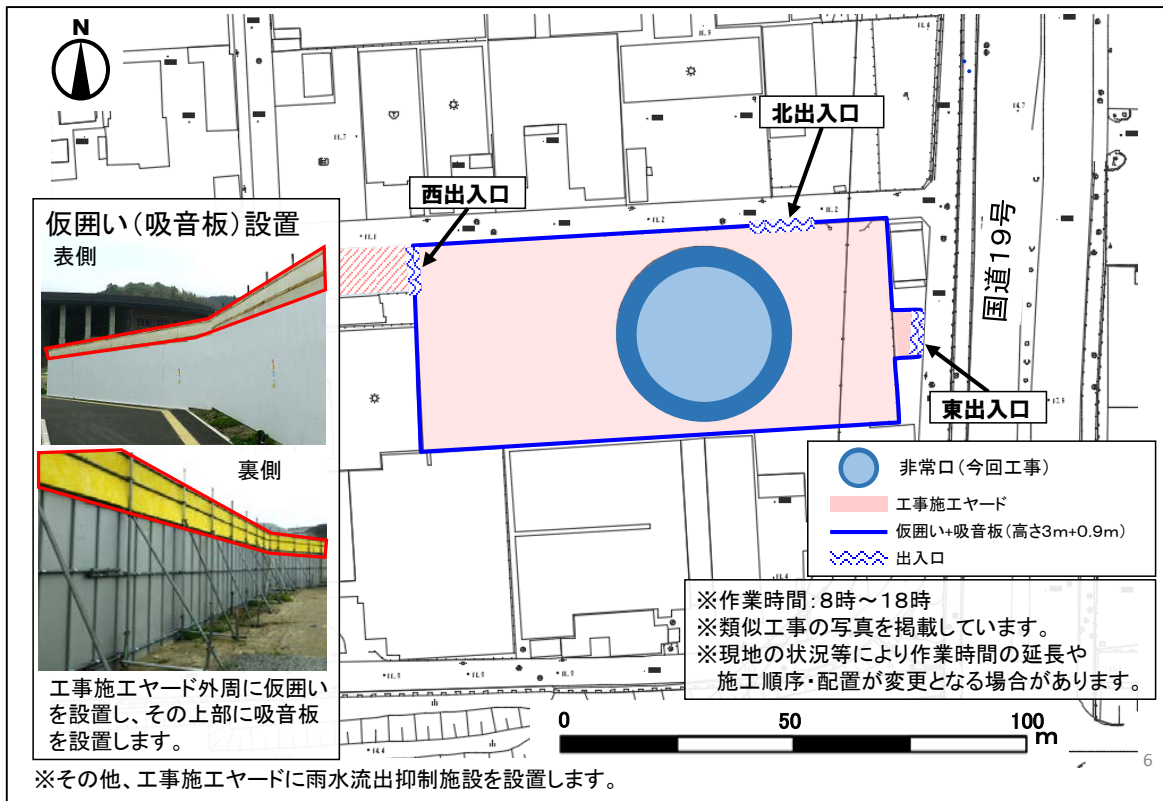 N
北出入口
西出入口
国道19号
東出入口
仮囲い(吸音板)設置
表側
裏側
工事施工ヤード外周に仮囲い
を設置し、その上部に吸音板
を設置します。
非常口(今回工事)
工事施工ヤード
仮囲い+吸音板(高さ3m+0.9m)
出入口
※作業時間:8時～18時
※類似工事の写真を掲載しています。
※現地の状況等により作業時間の延長や
施工順序・配置が変更となる場合があります。
0 50 100
m
※その他、工事施工ヤードに雨水流出抑制施設を設置します。
6